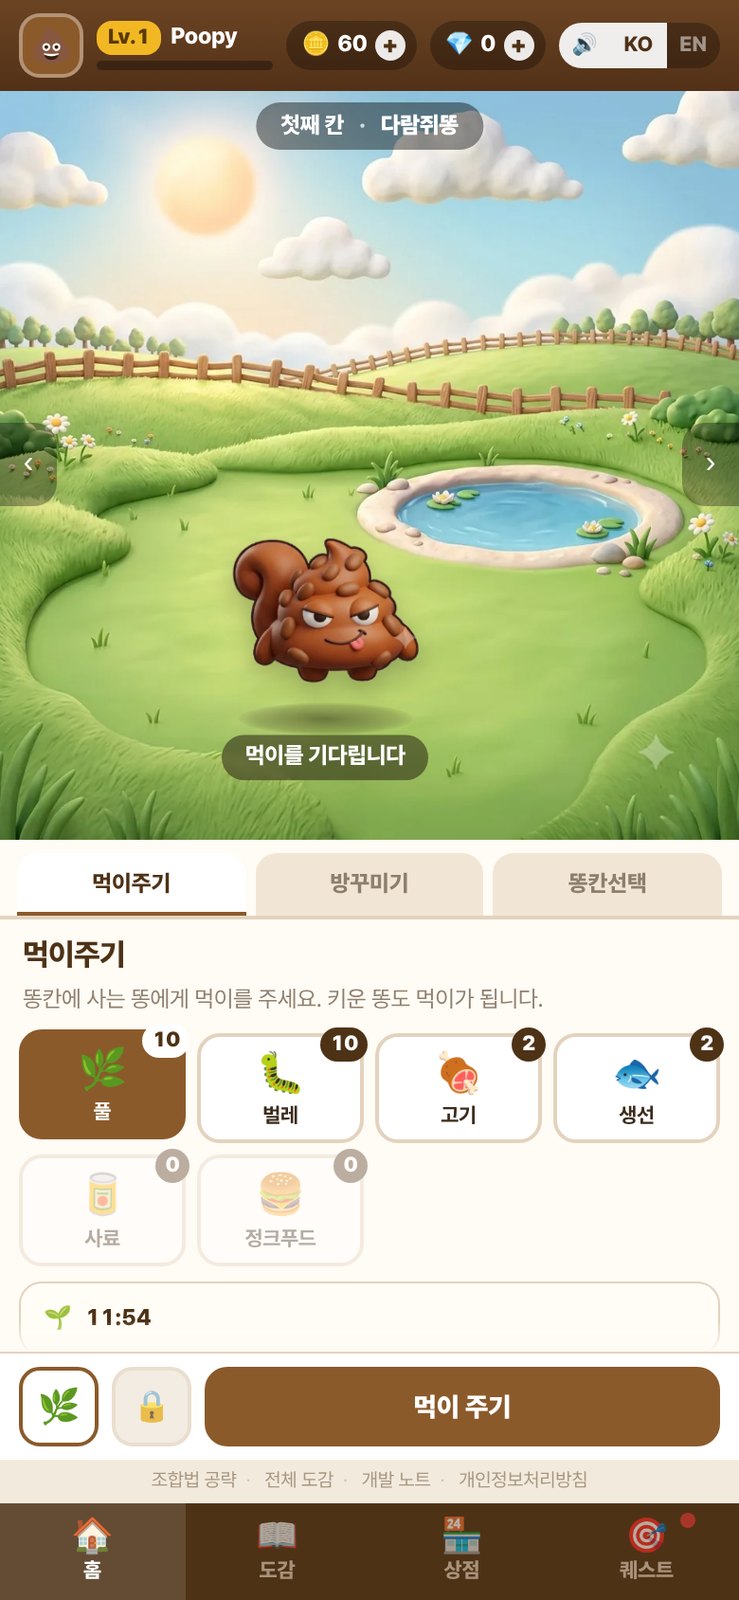 Lv.1 Poopy 60 + 0 + KO EN
첫째 칸 · 다람쥐똥
‹ ›
먹이를 기다립니다
먹이주기 방꾸미기 똥칸선택
먹이주기
똥칸에 사는 똥에게 먹이를 주세요. 키운 똥도 먹이가 됩니다.
10 10 2 2
풀 벌레 고기 생선
0 0
사료 정크푸드
11:54
먹이 주기
조합법 공략 · 전체 도감 · 개발 노트 · 개인정보처리방침
24
홈 도감 상점 퀘스트